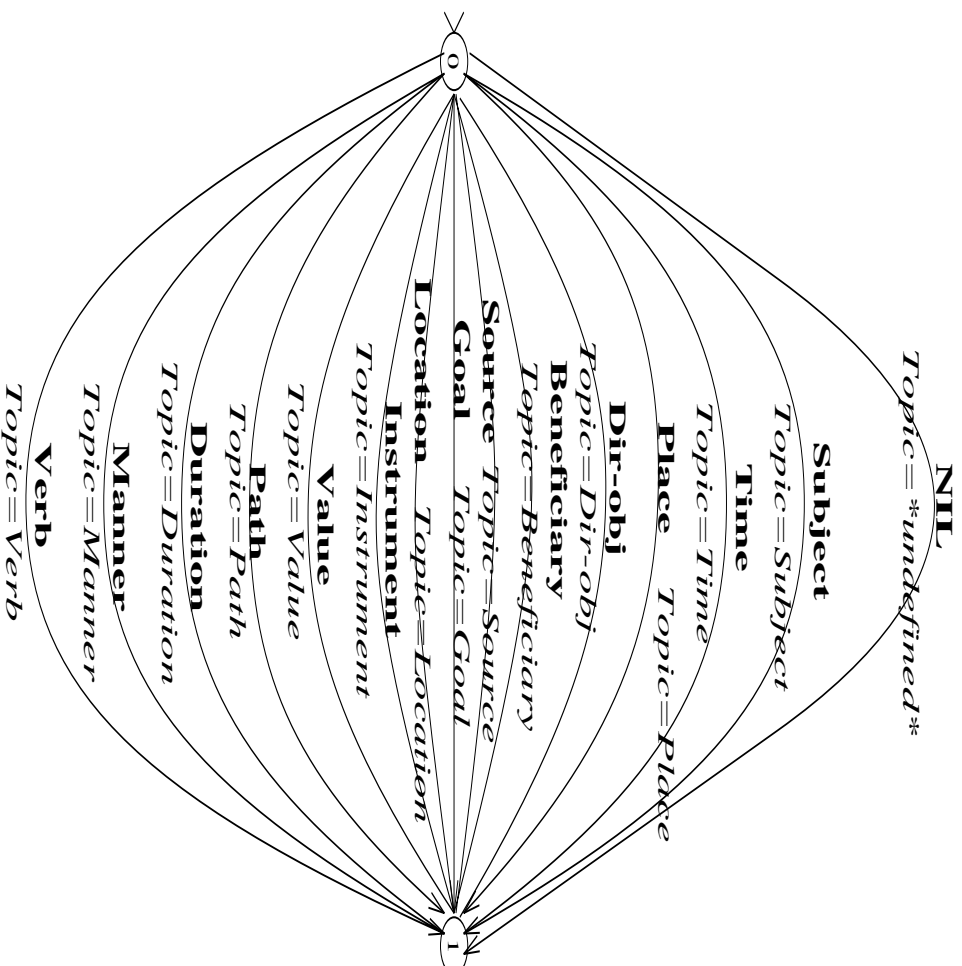 0
NIL
Topic=*undefined*
Subject
Topic=Subject
Time
Topic=Time
Place
Topic=Place
Dir-obj
Topic=Dir-obj
Beneficiary
Topic=Beneficiary
Source
Topic=Source
Goal
Topic=Goal
Location
Topic=Location
Instrument
Topic=Instrument
Value
Topic=Value
Path
Topic=Path
Duration
Topic=Duration
Manner
Topic=Manner
Verb
Topic=Verb
1